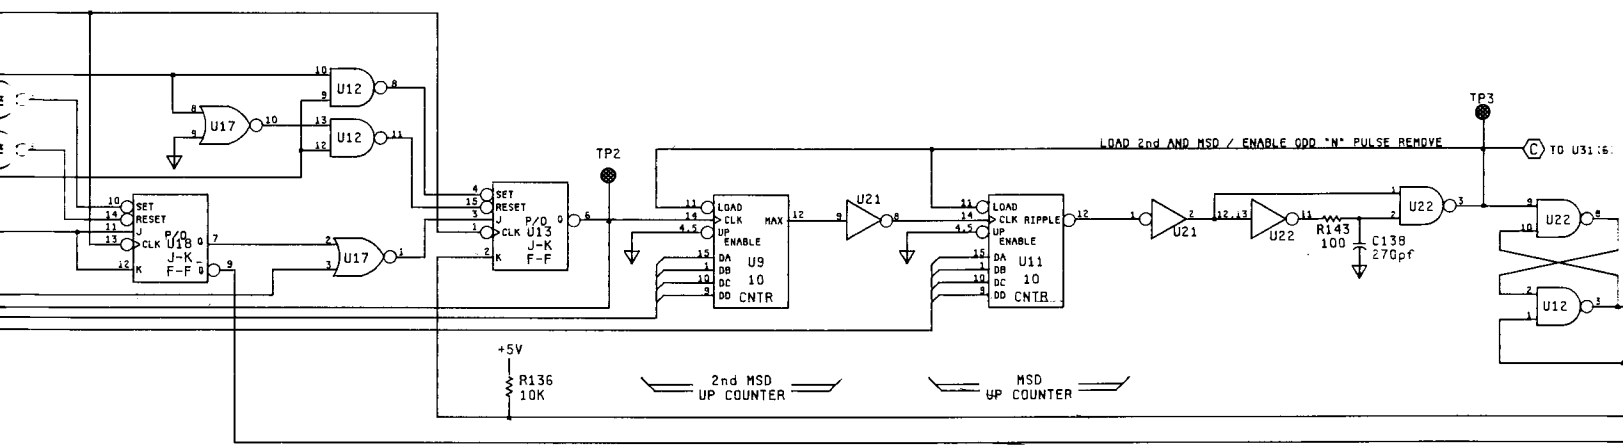 TP3
TP2
LOAD 2nd AND MSD / ENABLE ODD "N" PULSE REMOVE
C TO U31(6)
10
9
U12
8
8
9
U17
10
13
12
U12
11
10 SET
14 RESET
11 J
13 CLK
12 K
P/O
U18
J-K
F-F
Q 7
Q 9
2
3
U17
1
4 SET
15 RESET
3 J
1 CLK
2 K
P/O
U13
J-K
F-F
Q 6
11 LOAD
14 CLK MAX 12
4,5 UP
ENABLE
15 DA
1 DB
10 DC
9 DD
U9
10
CNTR
U21
9
8
11 LOAD
14 CLK RIPPLE 12
4,5 UP
ENABLE
15 DA
1 DB
10 DC
9 DD
U11
10
CNTR
1
2
U21
12,13
11
U22
R143
100
C138
270pf
1
2
U22
3
9
10
U22
8
2
1
U12
3
+5V
R136
10K
2nd MSD
UP COUNTER
MSD
UP COUNTER